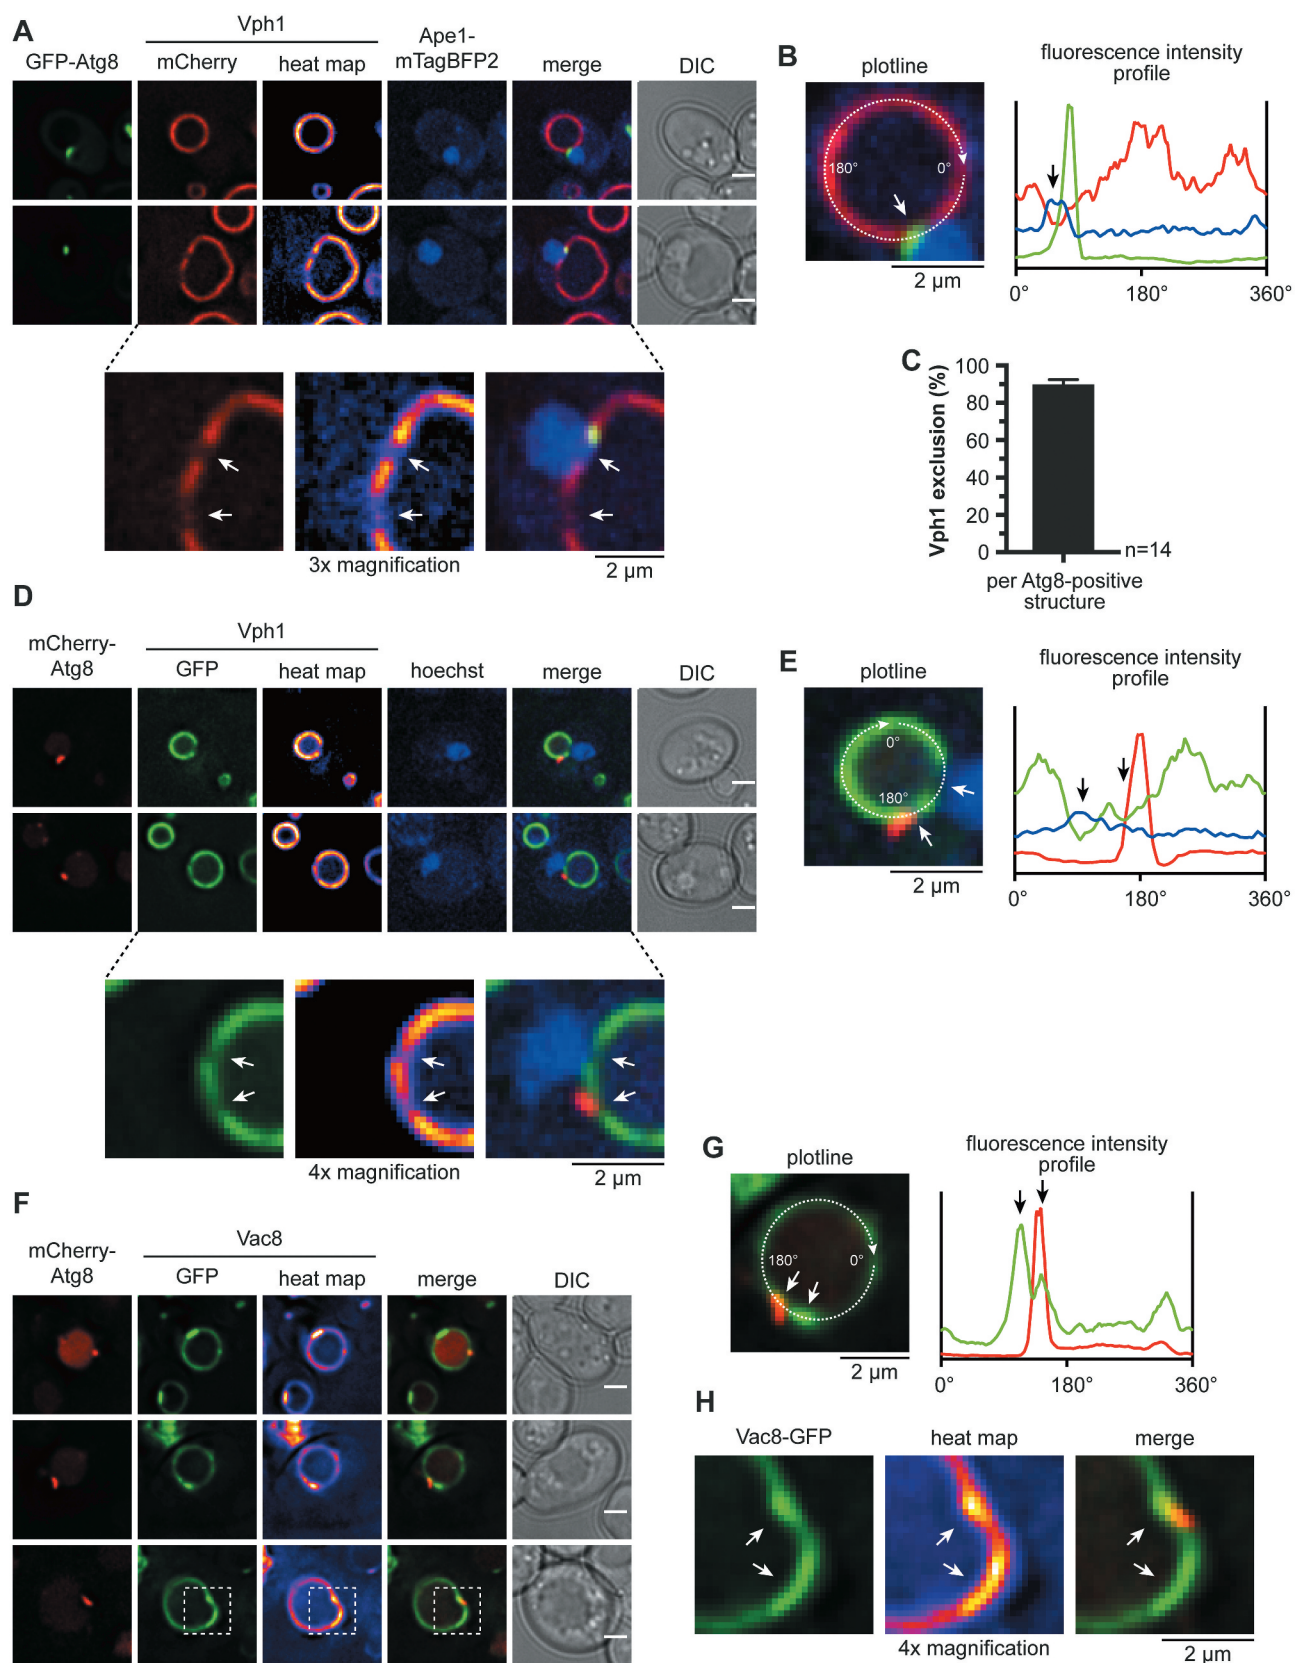 A
Vph1
GFP-Atg8
mCherry
heat map
Ape1-
mTagBFP2
merge
DIC
3x magnification
2 µm
B
plotline
fluorescence intensity
profile
180°
0°
2 µm
0°
180°
360°
C
Vph1 exclusion (%)
100
80
60
40
20
0
n=14
per Atg8-positive
structure
D
mCherry-
Atg8
Vph1
GFP
heat map
hoechst
merge
DIC
4x magnification
2 µm
E
plotline
fluorescence intensity
profile
0°
180°
2 µm
0°
180°
360°
F
mCherry-
Atg8
Vac8
GFP
heat map
merge
DIC
G
plotline
fluorescence intensity
profile
180°
0°
2 µm
0°
180°
360°
H
Vac8-GFP
heat map
merge
4x magnification
2 µm